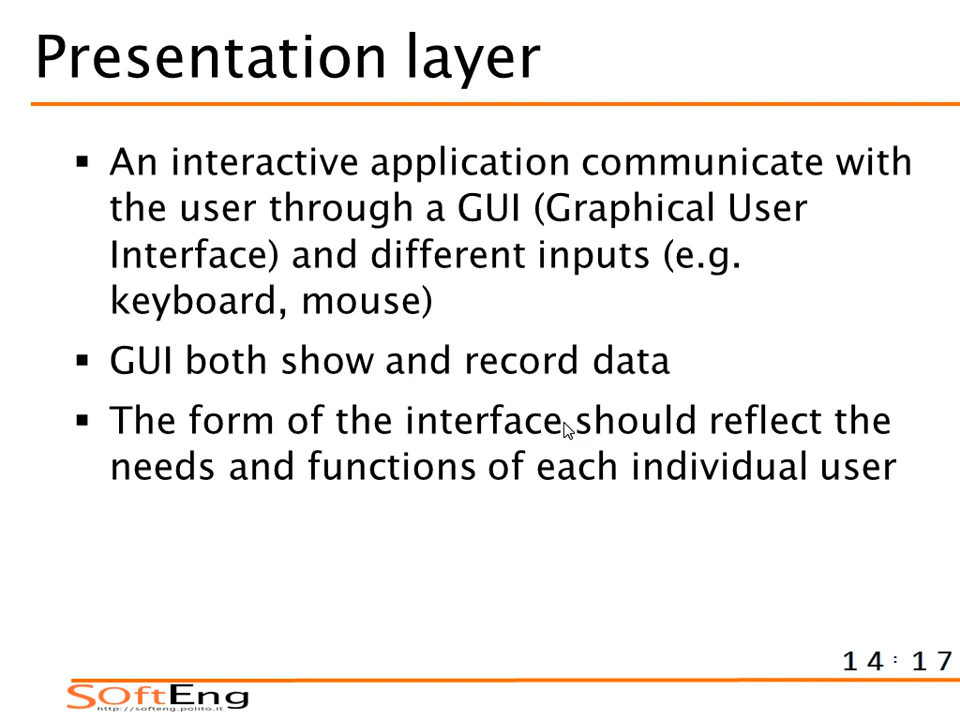 Presentation layer
▪ An interactive application communicate with
the user through a GUI (Graphical User
Interface) and different inputs (e.g.
keyboard, mouse)
▪ GUI both show and record data
▪ The form of the interface should reflect the
needs and functions of each individual user
14:17
SoftEng
http://softeng.polito.it